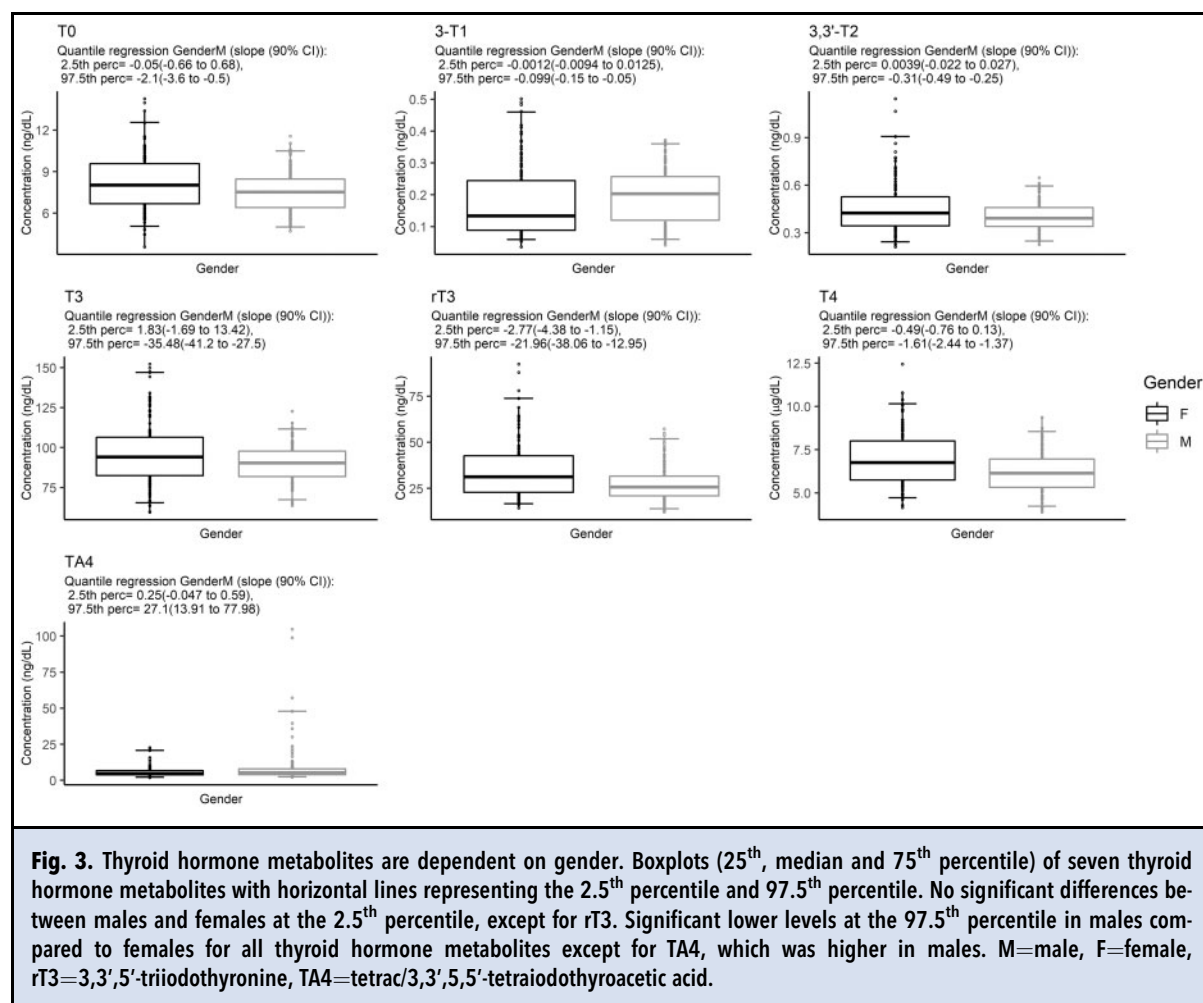 T0
Quantile regression GenderM (slope (90% CI)):
2.5th perc= -0.05(-0.66 to 0.68),
97.5th perc= -2.1(-3.6 to -0.5)
Concentration (ng/dL)
12
9
6
Gender
3-T1
Quantile regression GenderM (slope (90% CI)):
2.5th perc= -0.0012(-0.0094 to 0.0125),
97.5th perc= -0.099(-0.15 to -0.05)
Concentration (ng/dL)
0.5
0.4
0.3
0.2
0.1
Gender
3,3'-T2
Quantile regression GenderM (slope (90% CI)):
2.5th perc= 0.0039(-0.022 to 0.027),
97.5th perc= -0.31(-0.49 to -0.25)
Concentration (ng/dL)
0.9
0.6
0.3
Gender
T3
Quantile regression GenderM (slope (90% CI)):
2.5th perc= 1.83(-1.69 to 13.42),
97.5th perc= -35.48(-41.2 to -27.5)
Concentration (ng/dL)
150
125
100
75
Gender
rT3
Quantile regression GenderM (slope (90% CI)):
2.5th perc= -2.77(-4.38 to -1.15),
97.5th perc= -21.96(-38.06 to -12.95)
Concentration (ng/dL)
75
50
25
Gender
T4
Quantile regression GenderM (slope (90% CI)):
2.5th perc= -0.49(-0.76 to 0.13),
97.5th perc= -1.61(-2.44 to -1.37)
Concentration (µg/dL)
12.5
10.0
7.5
5.0
Gender
Gender
F
M
TA4
Quantile regression GenderM (slope (90% CI)):
2.5th perc= 0.25(-0.047 to 0.59),
97.5th perc= 27.1(13.91 to 77.98)
Concentration (ng/dL)
100
75
50
25
0
Gender
Fig. 3. Thyroid hormone metabolites are dependent on gender. Boxplots (25th, median and 75th percentile) of seven thyroid
hormone metabolites with horizontal lines representing the 2.5th percentile and 97.5th percentile. No significant differences be-
tween males and females at the 2.5th percentile, except for rT3. Significant lower levels at the 97.5th percentile in males com-
pared to females for all thyroid hormone metabolites except for TA4, which was higher in males. M=male, F=female,
rT3=3,3′,5′-triiodothyronine, TA4=tetrac/3,3′,5,5′-tetraiodothyroacetic acid.